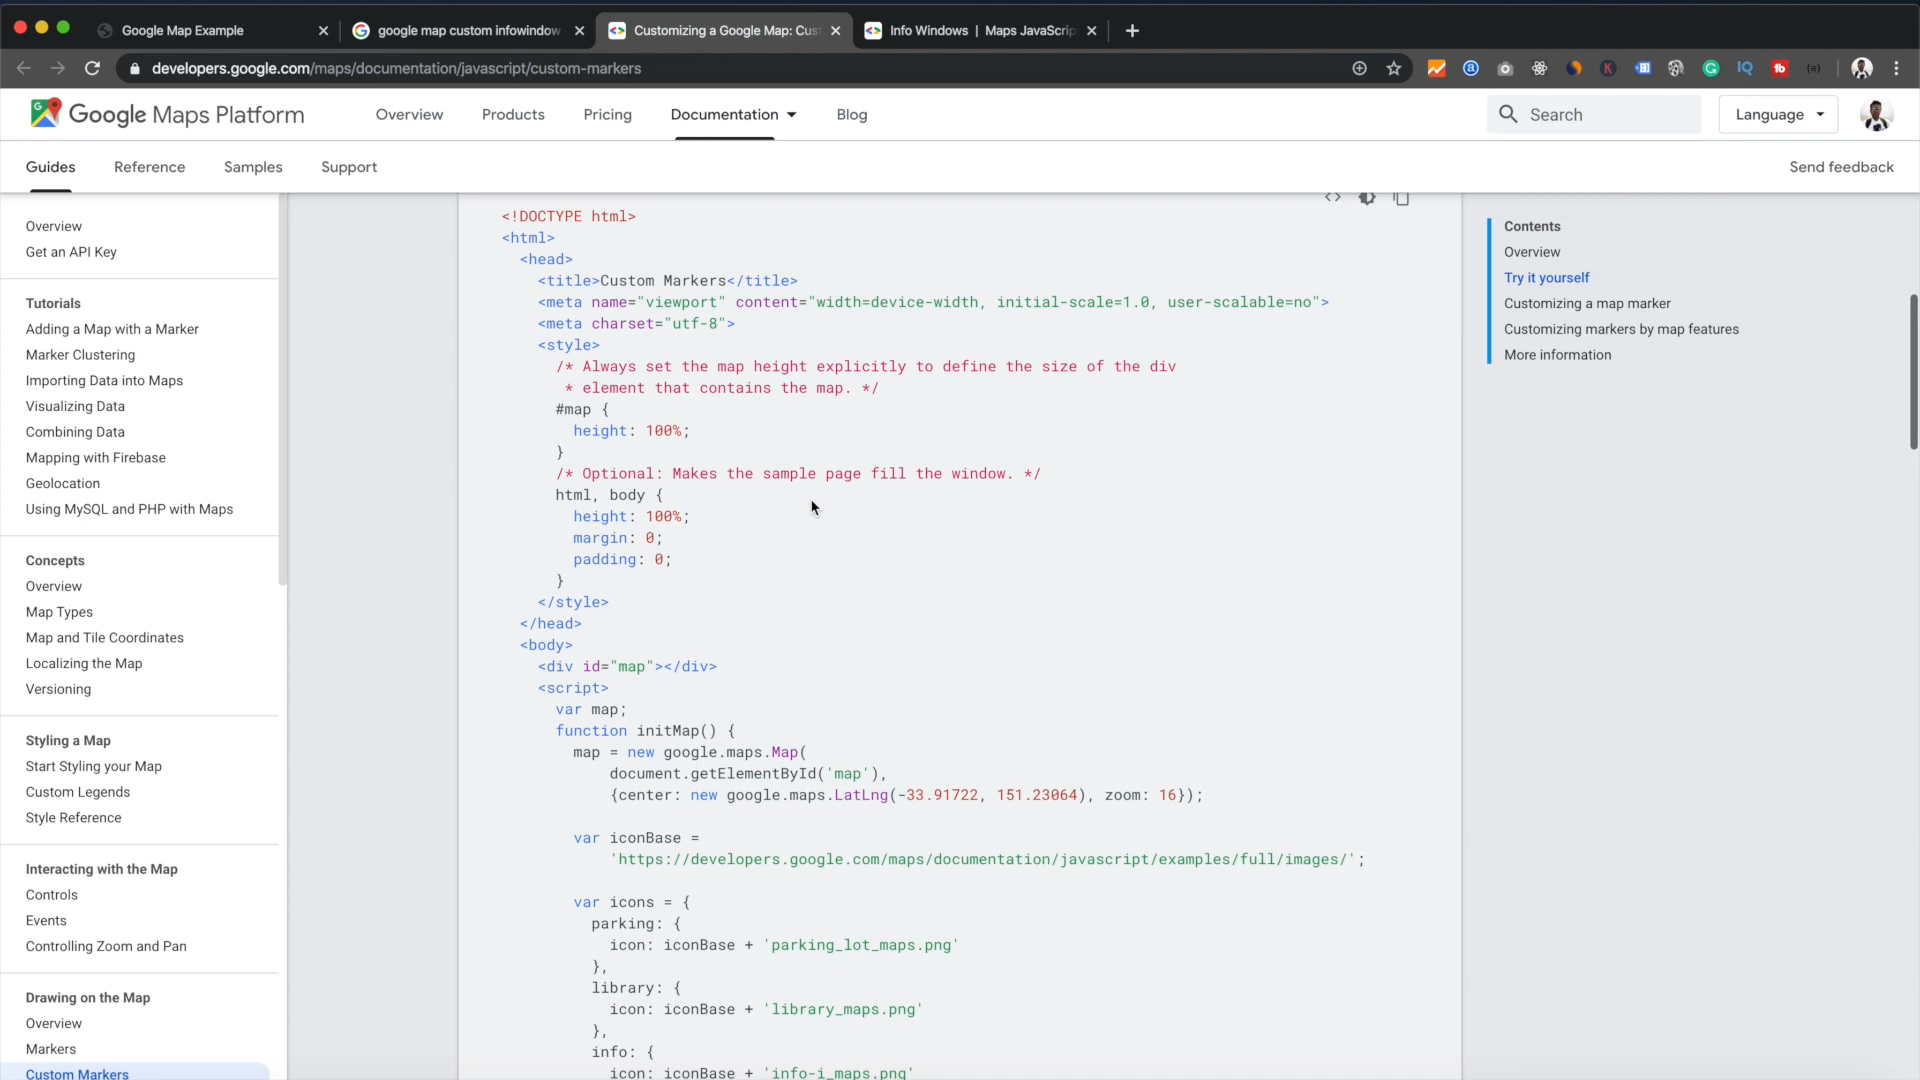 Google Map Example
google map custom infowindow
Customizing a Google Map: Cus
Info Windows | Maps JavaScrip
developers.google.com/maps/documentation/javascript/custom-markers
Google Maps Platform
Overview
Products
Pricing
Documentation
Blog
Search
Language
Guides
Reference
Samples
Support
Send feedback
Overview
Get an API Key
Tutorials
Adding a Map with a Marker
Marker Clustering
Importing Data into Maps
Visualizing Data
Combining Data
Mapping with Firebase
Geolocation
Using MySQL and PHP with Maps
Concepts
Overview
Map Types
Map and Tile Coordinates
Localizing the Map
Versioning
Styling a Map
Start Styling your Map
Custom Legends
Style Reference
Interacting with the Map
Controls
Events
Controlling Zoom and Pan
Drawing on the Map
Overview
Markers
Custom Markers
<!DOCTYPE html>
<html>
<head>
<title>Custom Markers</title>
<meta name="viewport" content="width=device-width, initial-scale=1.0, user-scalable=no">
<meta charset="utf-8">
<style>
/* Always set the map height explicitly to define the size of the div
* element that contains the map. */
#map {
height: 100%;
}
/* Optional: Makes the sample page fill the window. */
html, body {
height: 100%;
margin: 0;
padding: 0;
}
</style>
</head>
<body>
<div id="map"></div>
<script>
var map;
function initMap() {
map = new google.maps.Map(
document.getElementById('map'),
{center: new google.maps.LatLng(-33.91722, 151.23064), zoom: 16});
var iconBase =
'https://developers.google.com/maps/documentation/javascript/examples/full/images/';
var icons = {
parking: {
icon: iconBase + 'parking_lot_maps.png'
},
library: {
icon: iconBase + 'library_maps.png'
},
info: {
icon: iconBase + 'info-i_maps.png'
Contents
Overview
Try it yourself
Customizing a map marker
Customizing markers by map features
More information